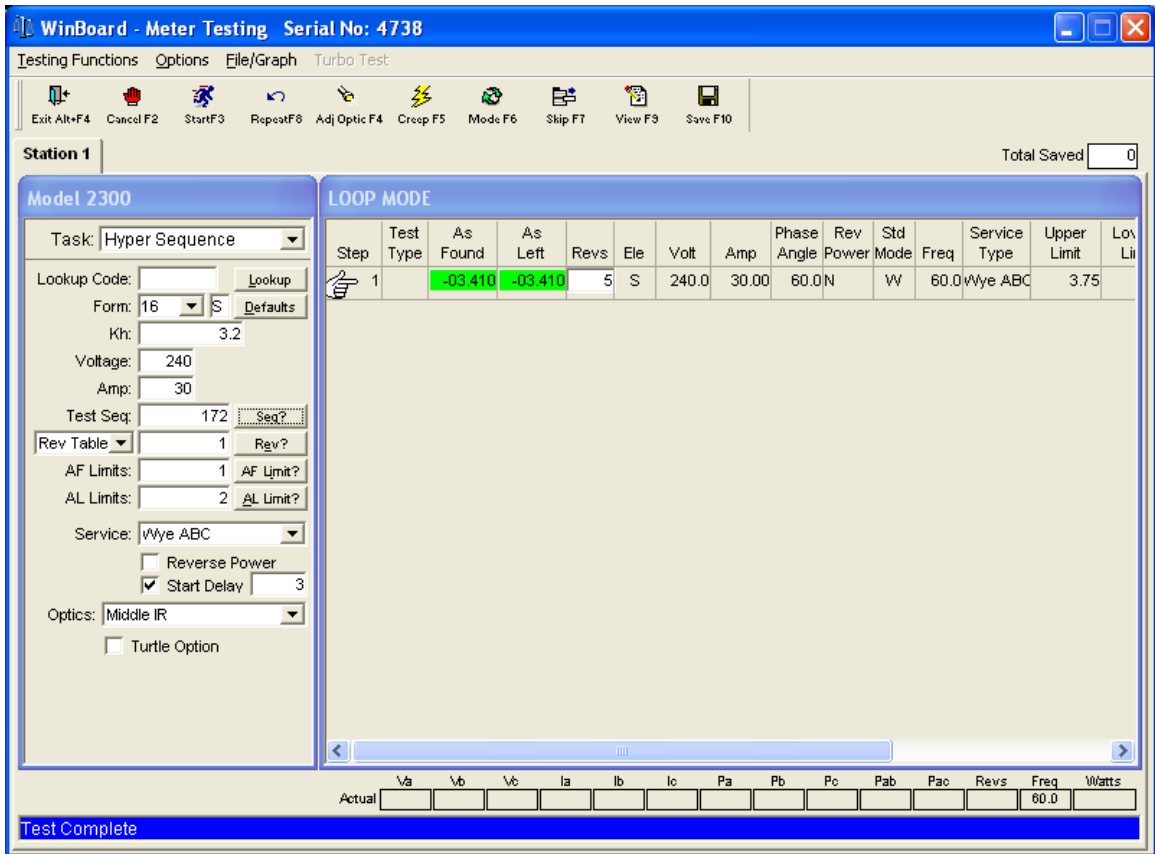 WinBoard - Meter Testing   Serial No: 4738
Testing Functions   Options   File/Graph   Turbo Test
Exit Alt+F4   Cancel F2   StartF3   RepeatF8   Adj Optic F4   Creep F5   Mode F6   Skip F7   View F9   Save F10
Station 1   Total Saved 0
Model 2300
Task: Hyper Sequence
Lookup Code:   Lookup
Form: 16 S Defaults
Kh: 3.2
Voltage: 240
Amp: 30
Test Seq: 172 Seq?
Rev Table 1 Rev?
AF Limits: 1 AF Limit?
AL Limits: 2 AL Limit?
Service: Wye ABC
Reverse Power
Start Delay 3
Optics: Middle IR
Turtle Option
LOOP MODE
Test As As Phase Rev Std Service Upper Lov
Step Type Found Left Revs Ele Volt Amp Angle Power Mode Freq Type Limit Lii
1 -03.410 -03.410 5 S 240.0 30.00 60.0 N W 60.0 Wye ABC 3.75
Va Vb Vc Ia Ib Ic Pa Pb Pc Pab Pac Revs Freq Watts
Actual 60.0
Test Complete